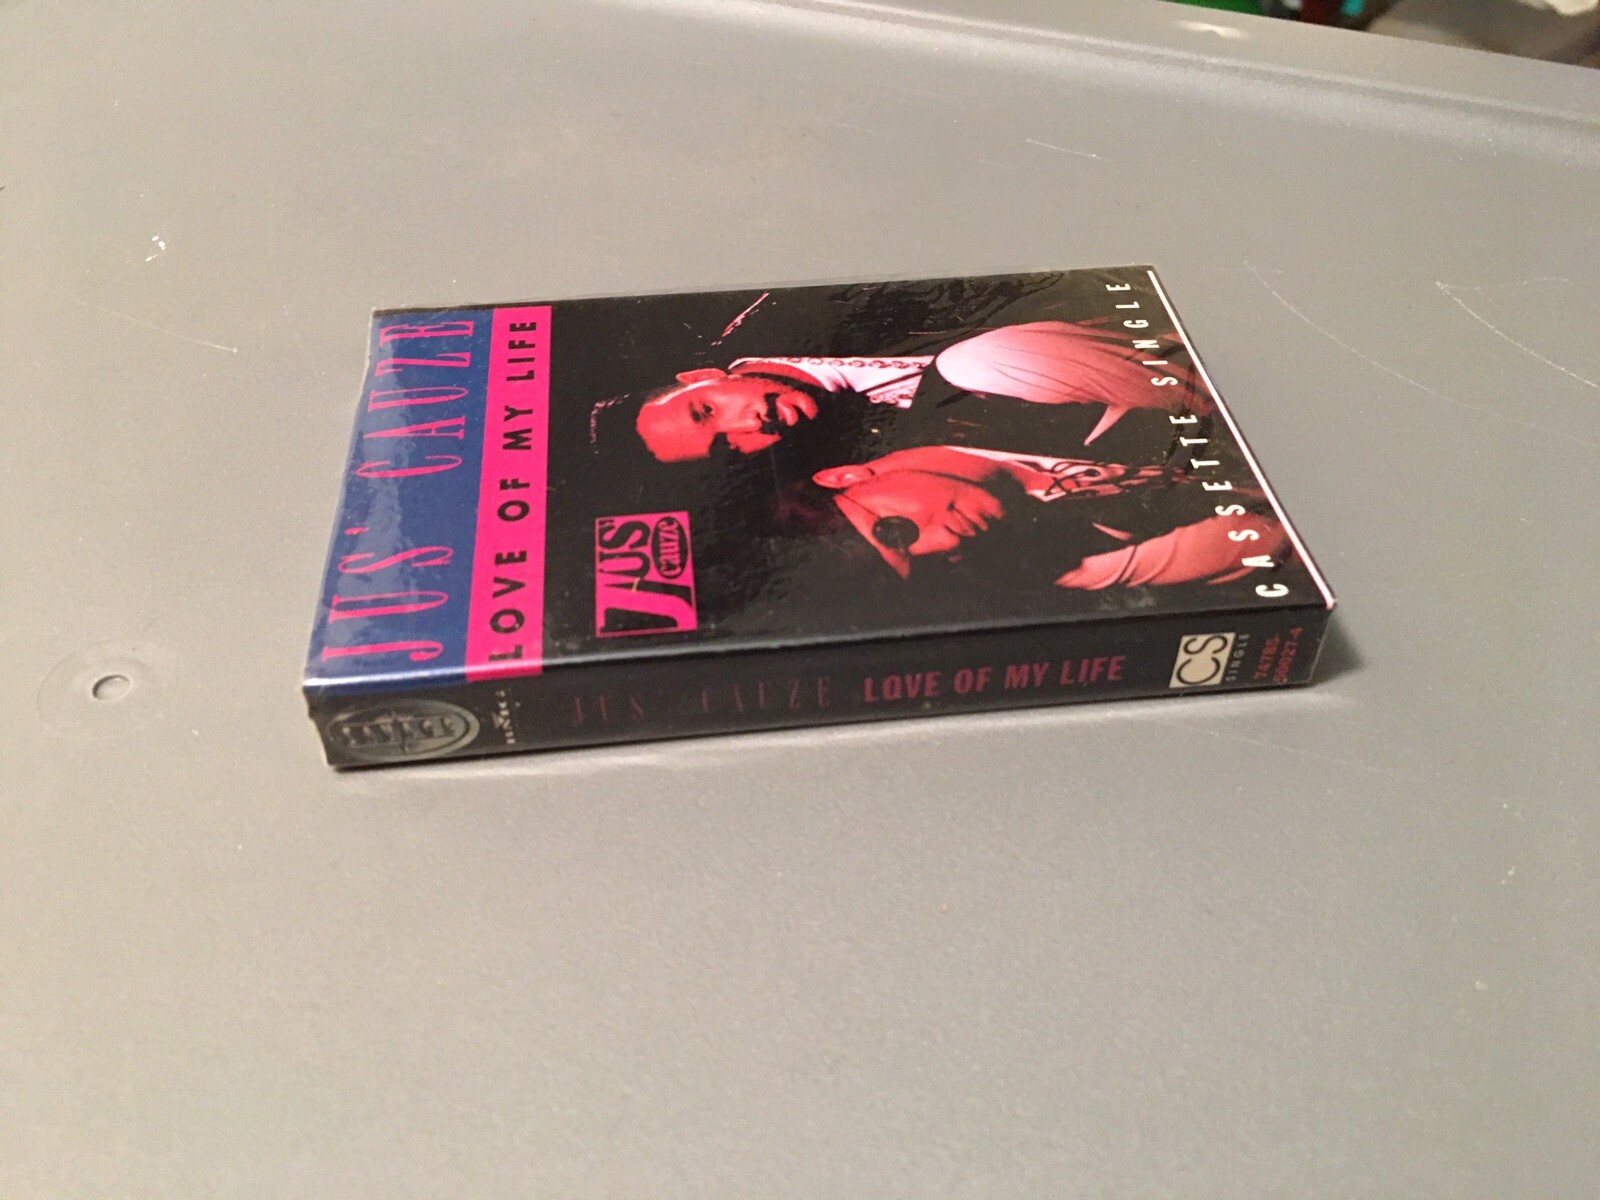 JUS' CAUZE
LOVE OF MY LIFE
JUS'
cauze
CASSETTE SINGLE
JUS' CAUZE LOVE OF MY LIFE
CS
SINGLE